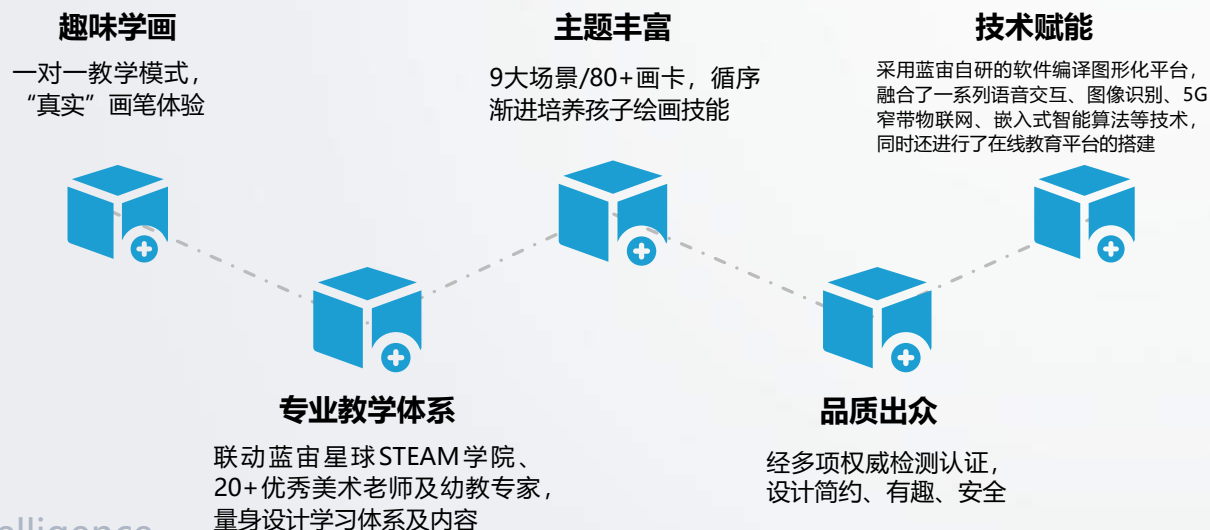 趣味学画
一对一教学模式，
“真实”画笔体验
主题丰富
9大场景/80+画卡，循序
渐进培养孩子绘画技能
技术赋能
采用蓝宙自研的软件编译图形化平台，
融合了一系列语音交互、图像识别、5G
窄带物联网、嵌入式智能算法等技术，
同时还进行了在线教育平台的搭建
专业教学体系
联动蓝宙星球STEAM学院、
20+优秀美术老师及幼教专家，
量身设计学习体系及内容
品质出众
经多项权威检测认证，
设计简约、有趣、安全
elligence